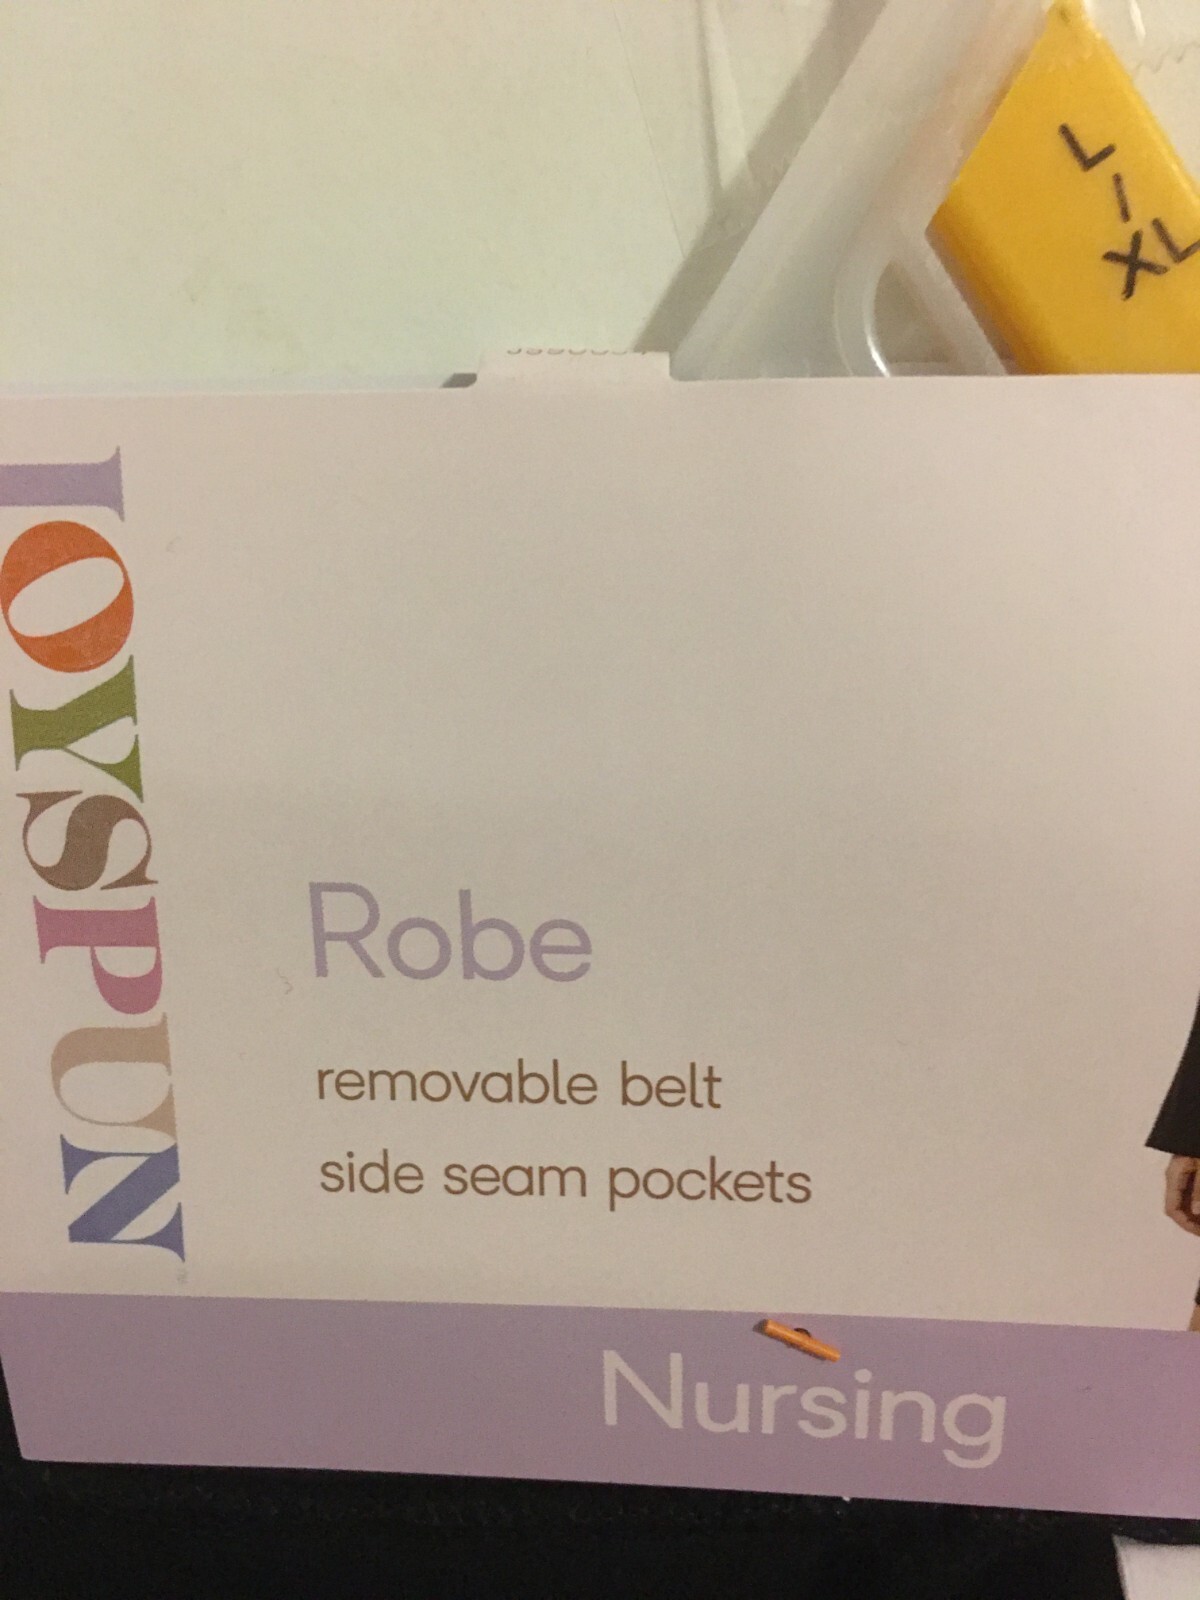 L
-
XL
JOYSPUN
Robe
removable belt
side seam pockets
Nursing